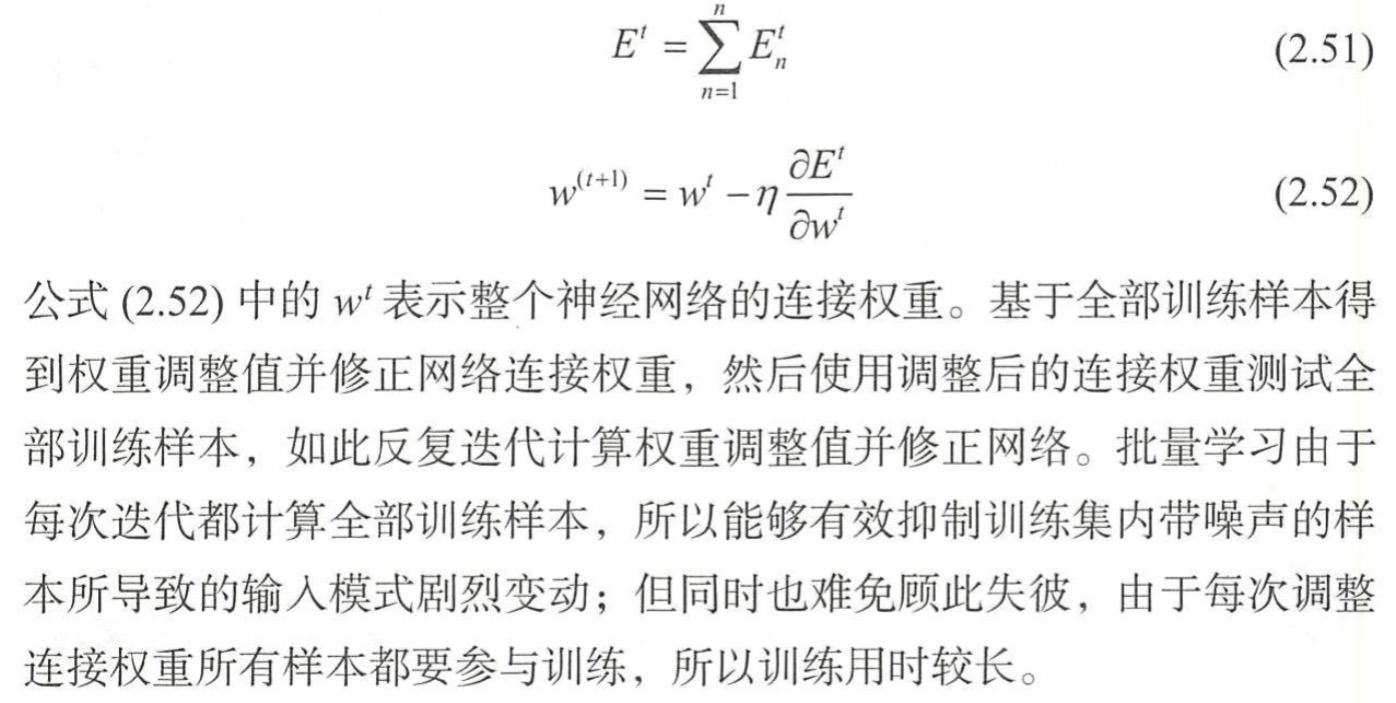 E^t = \sum_{n=1}^{n} E_n^t (2.51)
w^{(t+1)} = w^t - \eta \frac{\partial E^t}{\partial w^t} (2.52)
公式 (2.52) 中的 w^t 表示整个神经网络的连接权重。基于全部训练样本得
到权重调整值并修正网络连接权重，然后使用调整后的连接权重测试全
部训练样本，如此反复迭代计算权重调整值并修正网络。批量学习由于
每次迭代都计算全部训练样本，所以能够有效抑制训练集内带噪声的样
本所导致的输入模式剧烈变动；但同时也难免顾此失彼，由于每次调整
连接权重所有样本都要参与训练，所以训练用时较长。